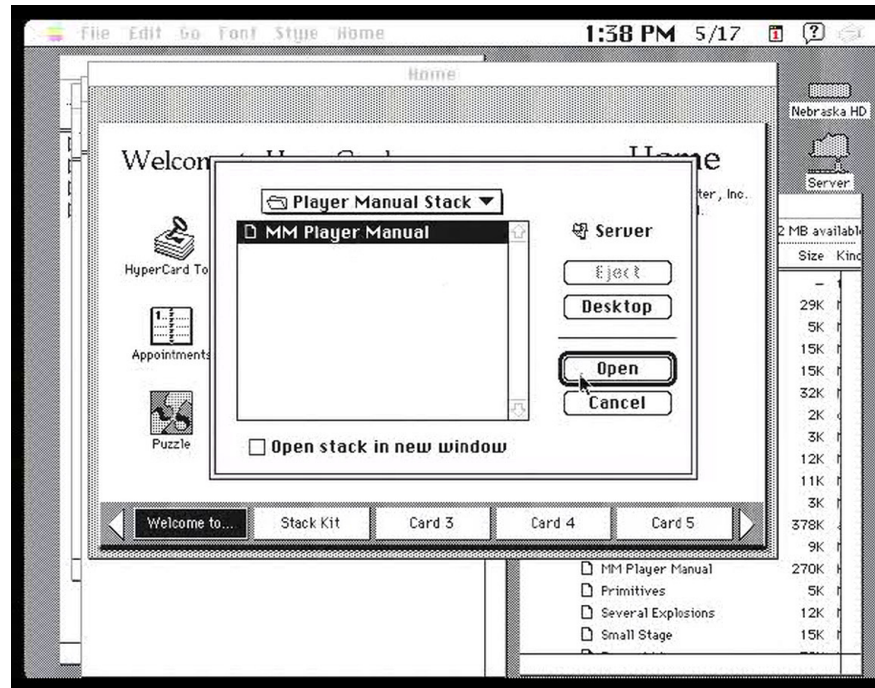 File Edit Go Font Style Home
1:38 PM 5/17
Home
Nebraska HD
Server
Welcom
Home
ter, Inc.
Player Manual Stack
MM Player Manual
Server
Eject
Desktop
Open
Cancel
Open stack in new window
HyperCard To
Appointments
Puzzle
Welcome to...
Stack Kit
Card 3
Card 4
Card 5
2 MB availabl
Size Kind
29K
5K
15K
15K
32K
2K
3K
12K
11K
3K
378K
9K
MM Player Manual 270K
Primitives 5K
Several Explosions 12K
Small Stage 15K